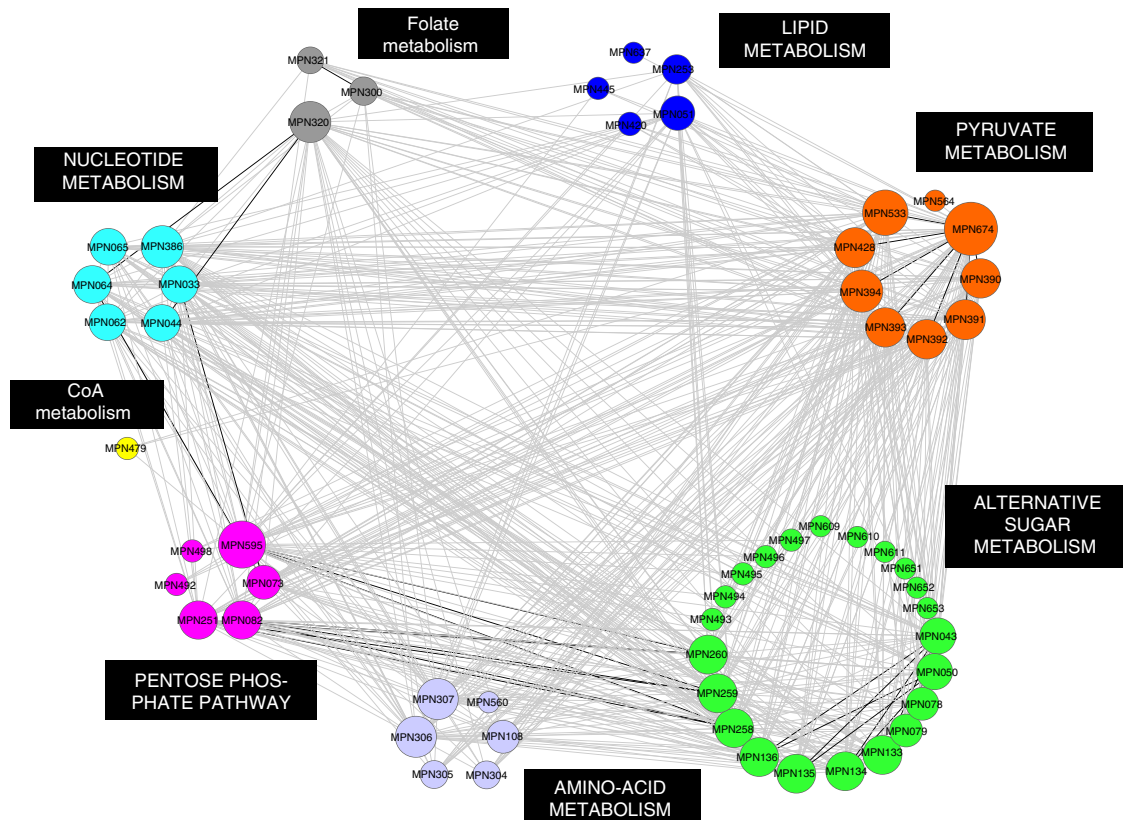 Folate
metabolism
LIPID
METABOLISM
PYRUVATE
METABOLISM
NUCLEOTIDE
METABOLISM
CoA
metabolism
ALTERNATIVE
SUGAR
METABOLISM
PENTOSE PHOS-
PHATE PATHWAY
AMINO-ACID
METABOLISM
MPN321
MPN300
MPN320
MPN253
MPN445
MPN051
MPN564
MPN533
MPN674
MPN428
MPN390
MPN394
MPN391
MPN393
MPN392
MPN065
MPN386
MPN064
MPN033
MPN062
MPN044
MPN479
MPN595
MPN498
MPN073
MPN492
MPN251
MPN082
MPN307
MPN560
MPN306
MPN108
MPN305
MPN304
MPN609
MPN610
MPN497
MPN611
MPN496
MPN651
MPN495
MPN652
MPN494
MPN653
MPN493
MPN043
MPN260
MPN050
MPN259
MPN078
MPN258
MPN079
MPN136
MPN133
MPN135
MPN134